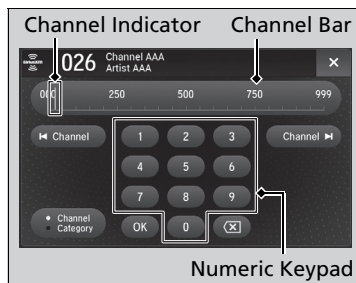 Channel Indicator Channel Bar
siriusxm 026 Channel AAA
Artist AAA
000 250 500 750 999
Channel 1 2 3 Channel
4 5 6
7 8 9
Channel
Category
OK 0
Numeric Keypad